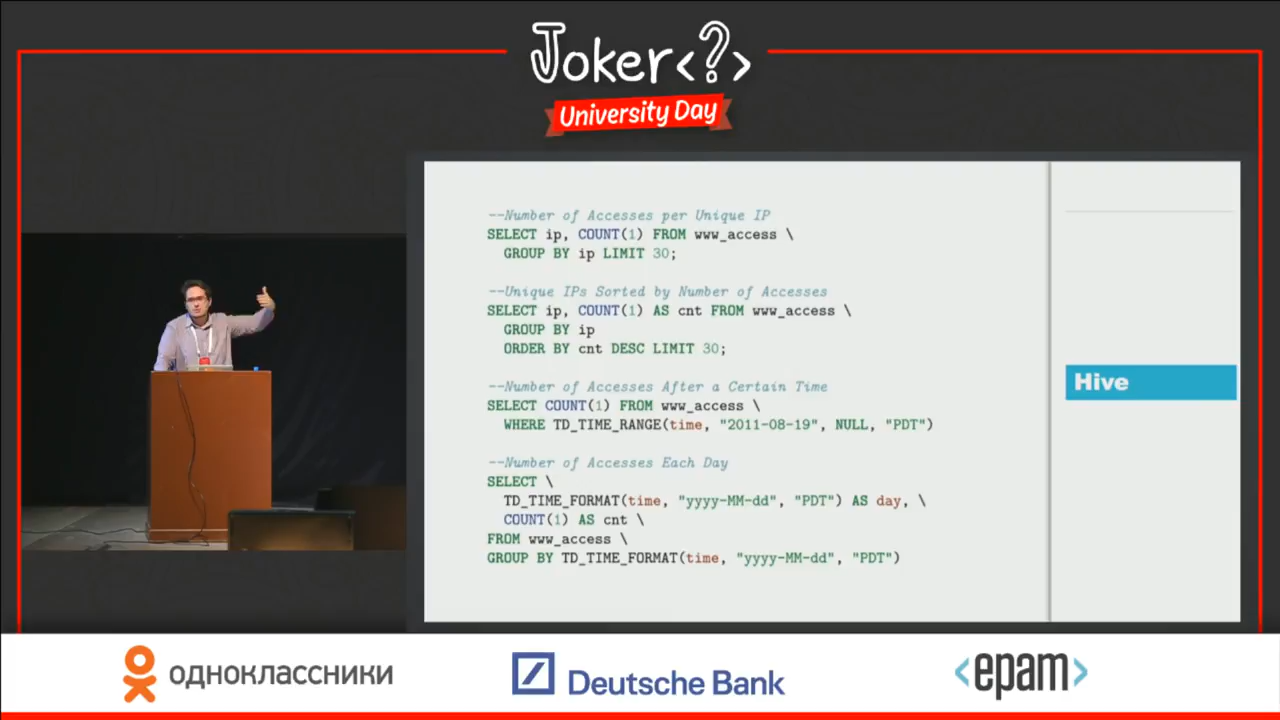 Joker<?>
University Day
--Number of Accesses per Unique IP
SELECT ip, COUNT(1) FROM www_access \
GROUP BY ip LIMIT 30;
--Unique IPs Sorted by Number of Accesses
SELECT ip, COUNT(1) AS cnt FROM www_access \
GROUP BY ip
ORDER BY cnt DESC LIMIT 30;
--Number of Accesses After a Certain Time
SELECT COUNT(1) FROM www_access \
WHERE TD_TIME_RANGE(time, "2011-08-19", NULL, "PDT")
--Number of Accesses Each Day
SELECT \
TD_TIME_FORMAT(time, "yyyy-MM-dd", "PDT") AS day, \
COUNT(1) AS cnt \
FROM www_access \
GROUP BY TD_TIME_FORMAT(time, "yyyy-MM-dd", "PDT")
Hive
одноклассники
Deutsche Bank
<epam>